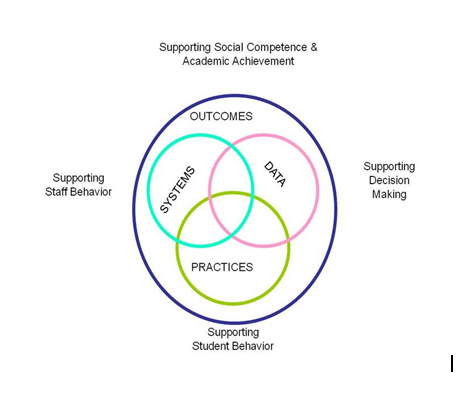 Supporting Social Competence &
Academic Achievement
OUTCOMES
SYSTEMS
DATA
Supporting
Staff Behavior
Supporting
Decision
Making
PRACTICES
Supporting
Student Behavior